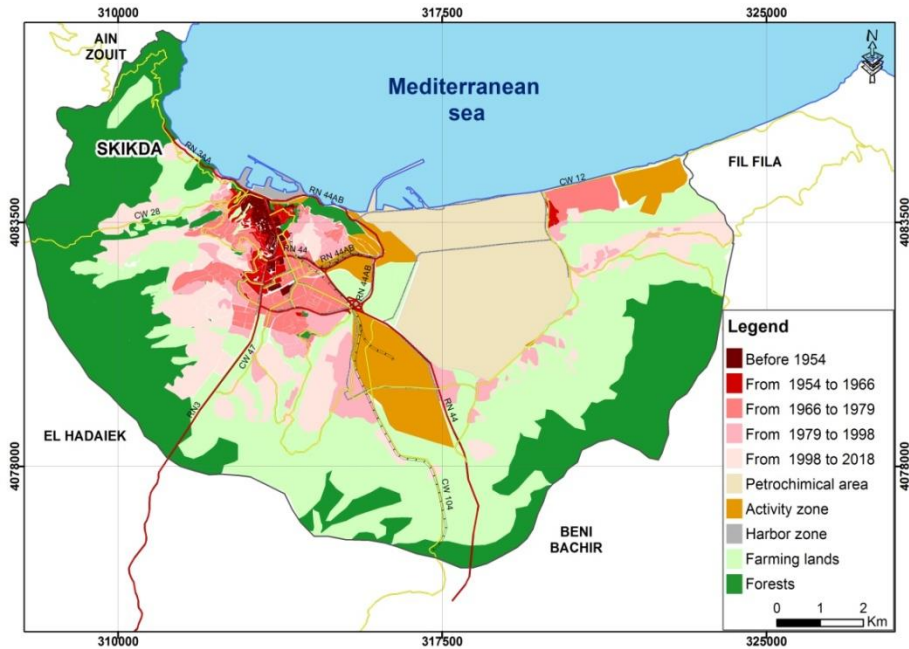 310000
317500
325000
AIN
ZOUIT
N
Mediterranean
sea
SKIKDA
RN 3AA
FIL FILA
CW 12
RN 44AB
4083500
4083500
CW 28
RN 44
RN 44AB
RN 44AB
Legend
Before 1954
From 1954 to 1966
From 1966 to 1979
From 1979 to 1998
From 1998 to 2018
Petrochimical area
Activity zone
Harbor zone
Farming lands
Forests
0 1 2
Km
CW 47
RN3
RN 44
EL HADAIEK
4078000
4078000
CW 104
BENI
BACHIR
310000
317500
325000